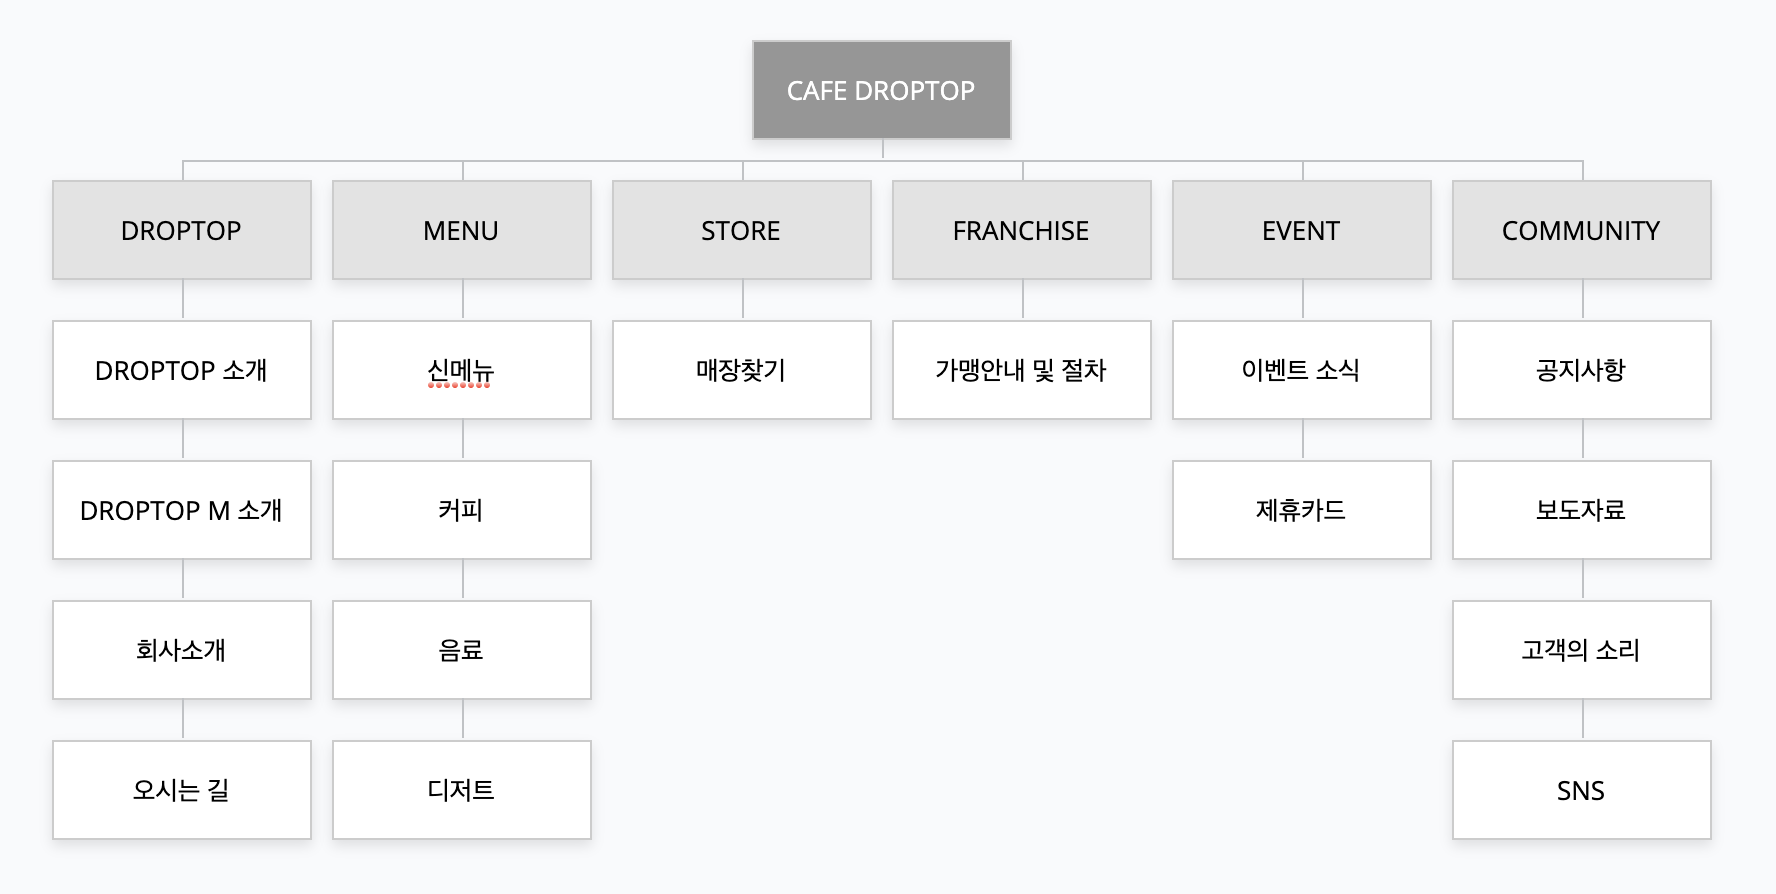 CAFE DROPTOP
DROPTOP
MENU
STORE
FRANCHISE
EVENT
COMMUNITY
DROPTOP 소개
신메뉴
매장찾기
가맹안내 및 절차
이벤트 소식
공지사항
DROPTOP M 소개
커피
제휴카드
보도자료
회사소개
음료
고객의 소리
오시는 길
디저트
SNS